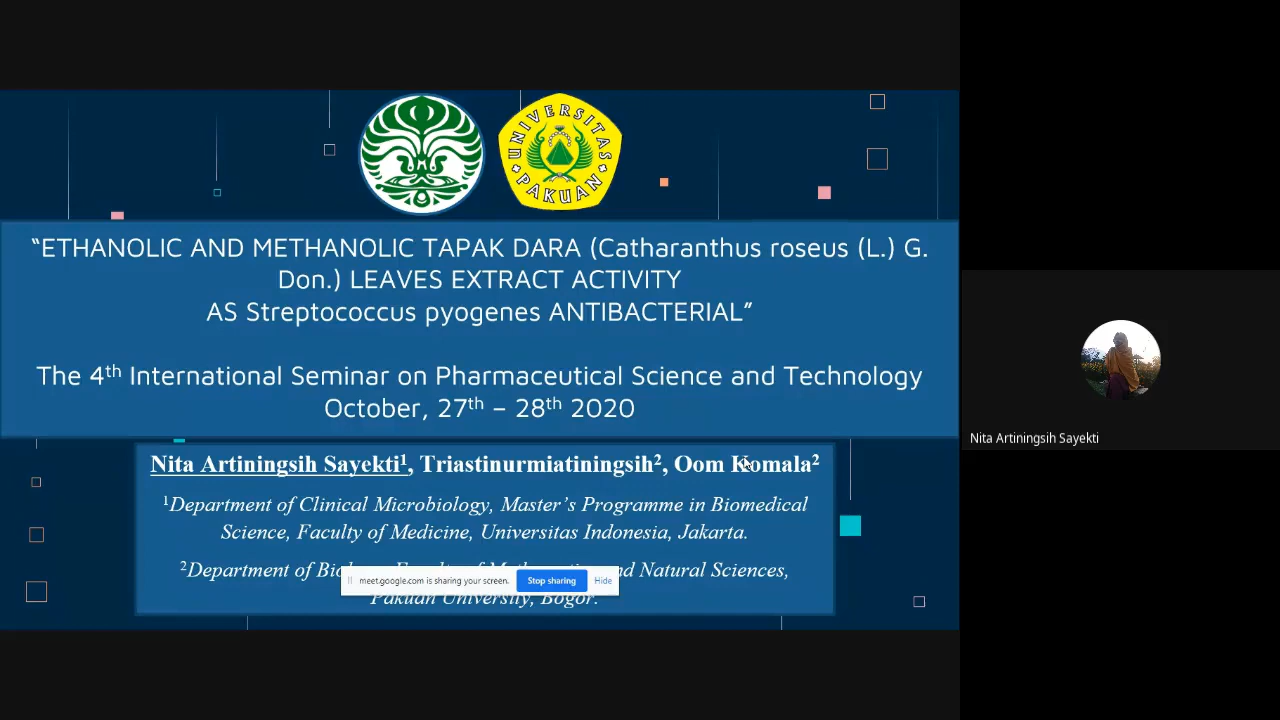 UNIVERSITAS
PAKUAN
“ETHANOLIC AND METHANOLIC TAPAK DARA (Catharanthus roseus (L.) G.
Don.) LEAVES EXTRACT ACTIVITY
AS Streptococcus pyogenes ANTIBACTERIAL”
The 4th International Seminar on Pharmaceutical Science and Technology
October, 27th – 28th 2020
Nita Artiningsih Sayekti1, Triastinurmiatiningsih2, Oom Komala2
1Department of Clinical Microbiology, Master’s Programme in Biomedical
Science, Faculty of Medicine, Universitas Indonesia, Jakarta.
2Department of and Natural Sciences,
Pakuan University, Bogor.
meet.google.com is sharing your screen. Stop sharing Hide
Nita Artiningsih Sayekti